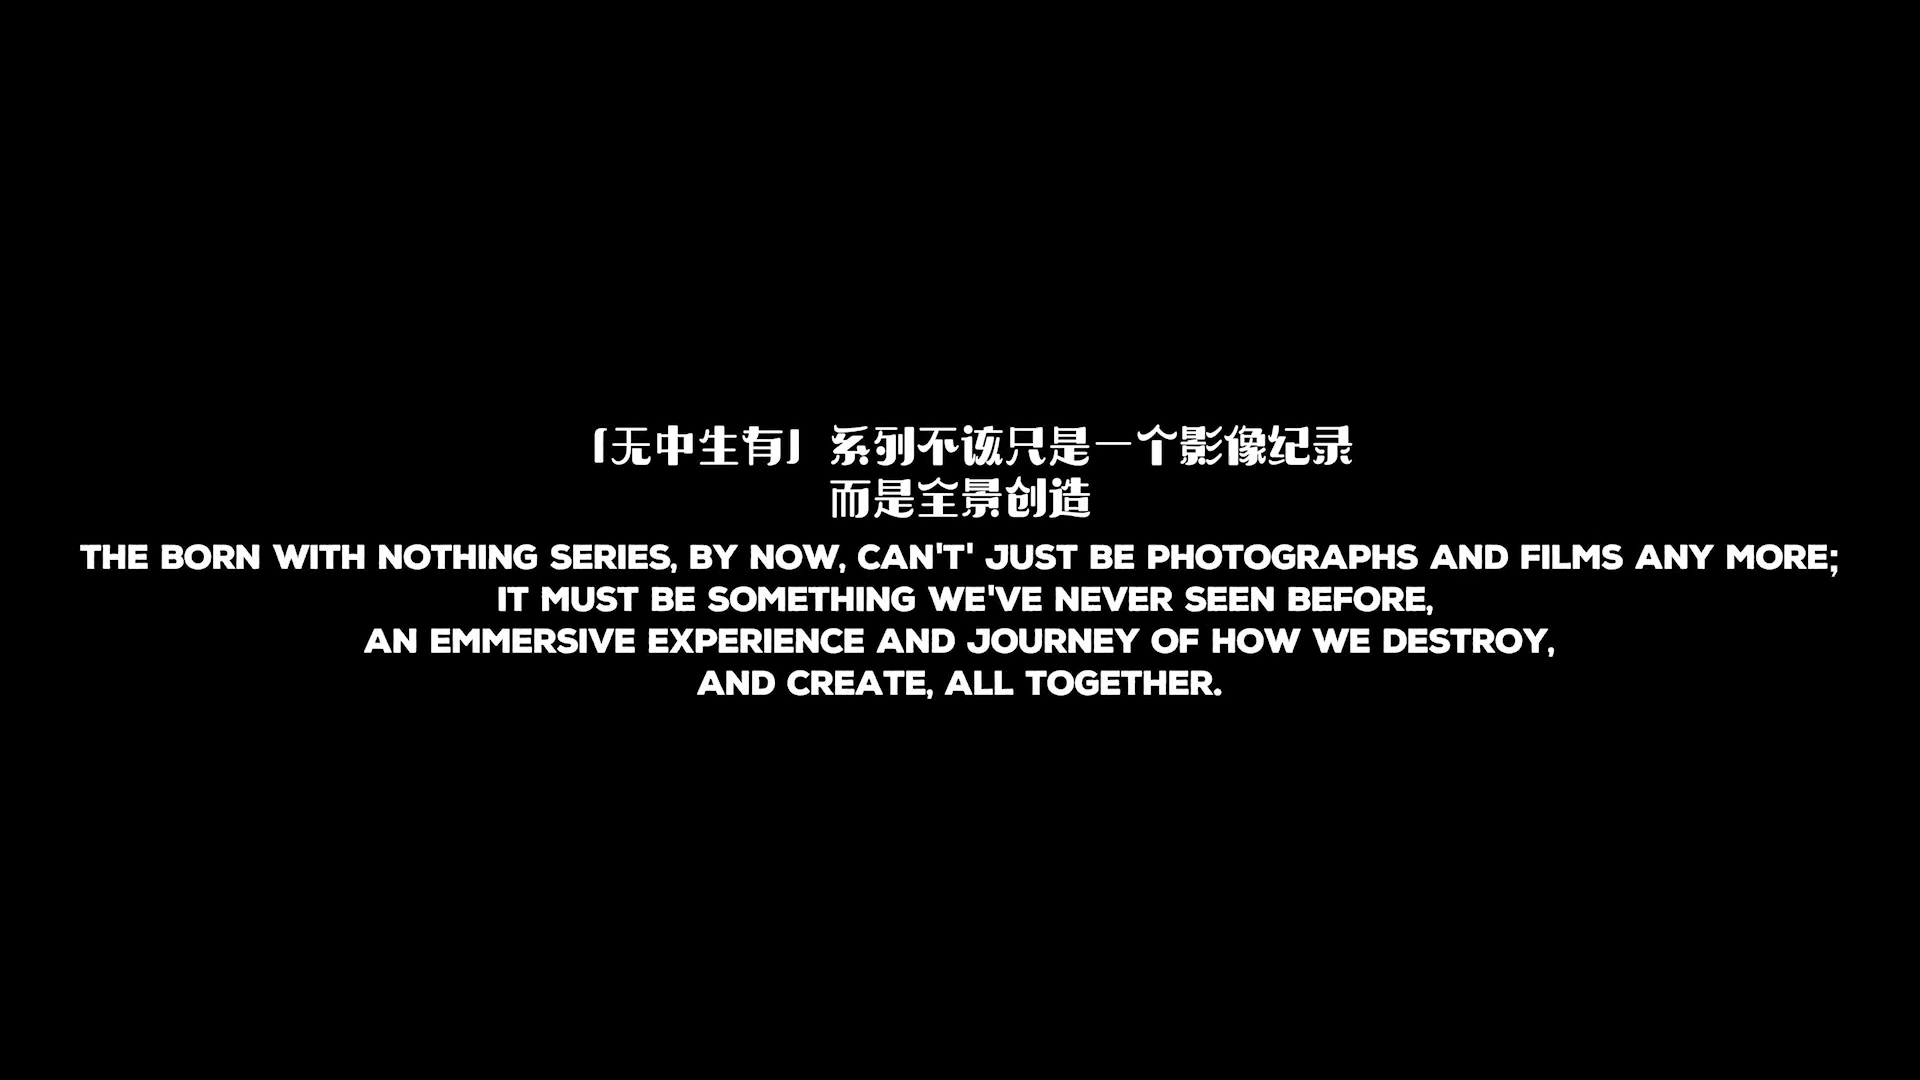 「无中生有」系列不该只是一个影像纪录
而是全景创造
THE BORN WITH NOTHING SERIES, BY NOW, CAN'T' JUST BE PHOTOGRAPHS AND FILMS ANY MORE;
IT MUST BE SOMETHING WE'VE NEVER SEEN BEFORE,
AN EMMERSIVE EXPERIENCE AND JOURNEY OF HOW WE DESTROY,
AND CREATE, ALL TOGETHER.